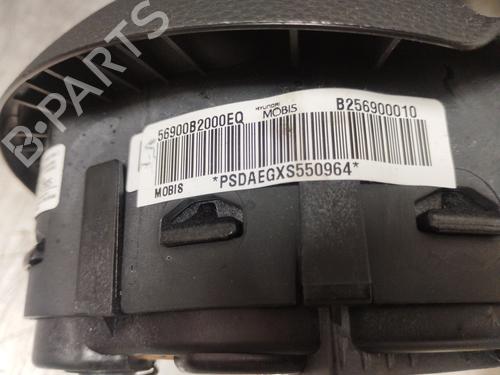 B-PARTS
56900B2000EQ
HYUNDAI
MOBIS
B256900010
MOBIS
*PSDAEGXS550964*